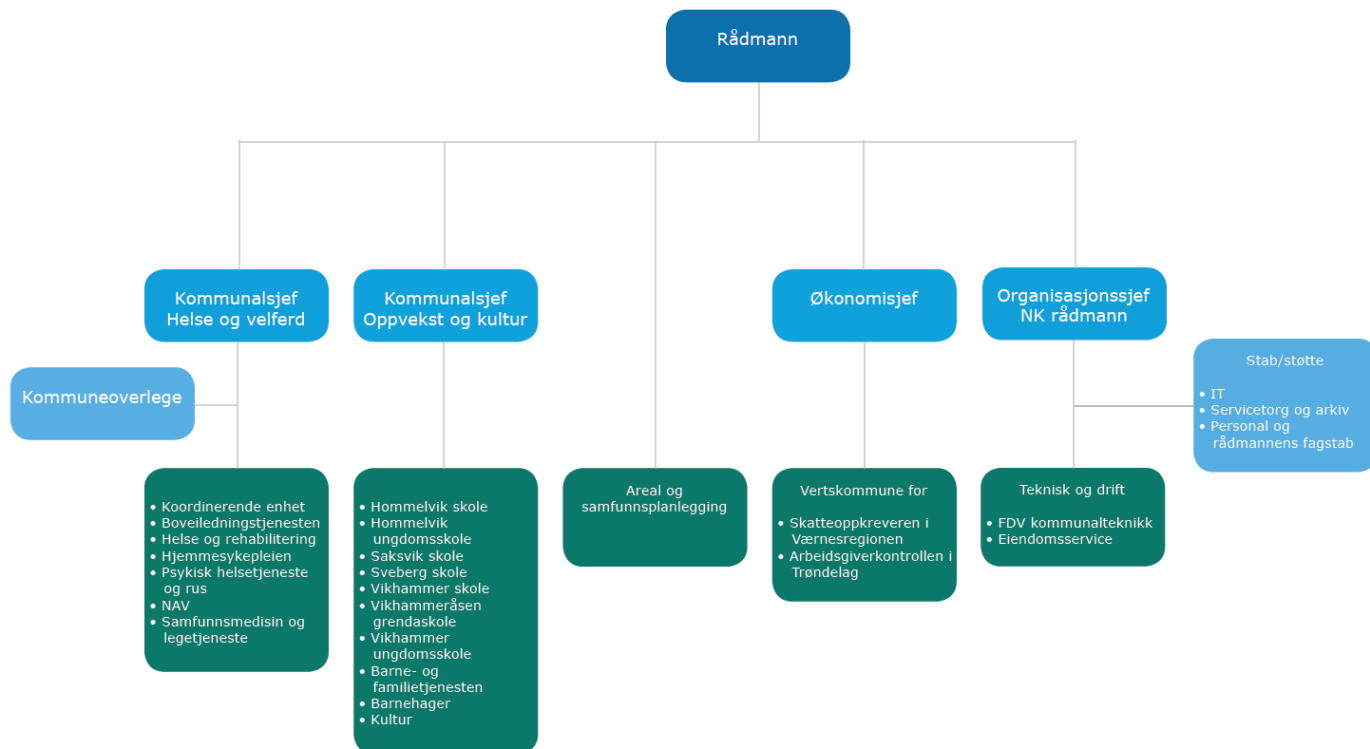 Rådmann
Kommunalsjef
Helse og velferd
Kommunalsjef
Oppvekst og kultur
Økonomisjef
Organisasjonssjef
NK rådmann
Kommuneoverlege
Stab/støtte
• IT
• Servicetorg og arkiv
• Personal og
rådmannens fagstab
• Koordinerende enhet
• Boveiledningstjenesten
• Helse og rehabilitering
• Hjemmesykepleien
• Psykisk helsetjeneste
og rus
• NAV
• Samfunnsmedisin og
legetjeneste
• Hommelvik skole
• Hommelvik
ungdomsskole
• Saksvik skole
• Sveberg skole
• Vikhammer skole
• Vikhammeråsen
grendaskole
• Vikhammer
ungdomsskole
• Barne- og
familietjenesten
• Barnehager
• Kultur
Areal og
samfunnsplanlegging
Vertskommune for
• Skatteoppkreveren i
Værnesregionen
• Arbeidsgiverkontrollen i
Trøndelag
Teknisk og drift
• FDV kommunalteknikk
• Eiendomsservice